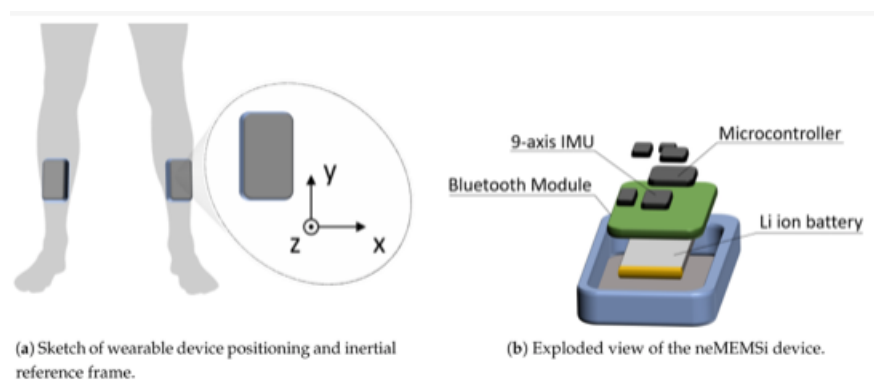 y
z
x
9-axis IMU
Microcontroller
Bluetooth Module
Li ion battery
(a) Sketch of wearable device positioning and inertial
reference frame.
(b) Exploded view of the neMEMSi device.